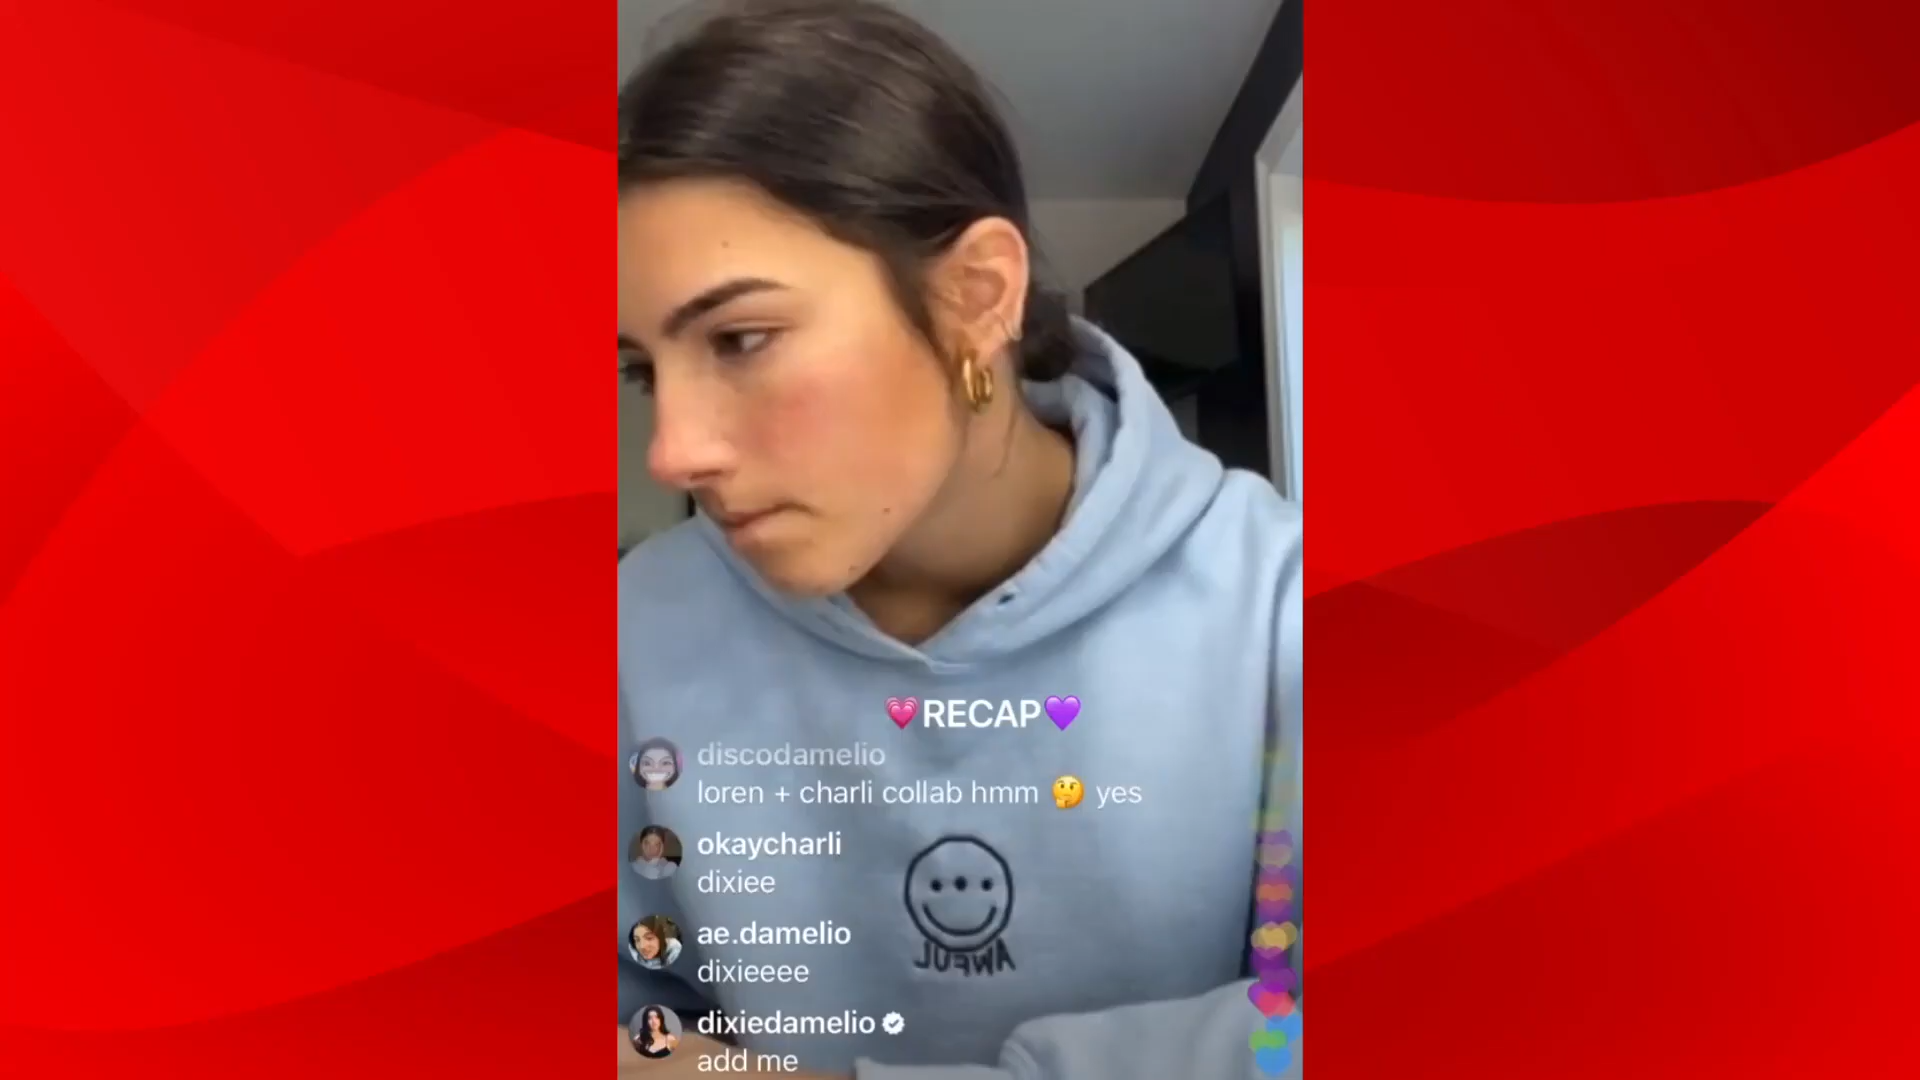 💗RECAP💜
discodamelio
loren + charli collab hmm 🤔 yes
okaycharli
dixiee
ae.damelio
dixieeee
dixiedamelio
add me
AWFUL